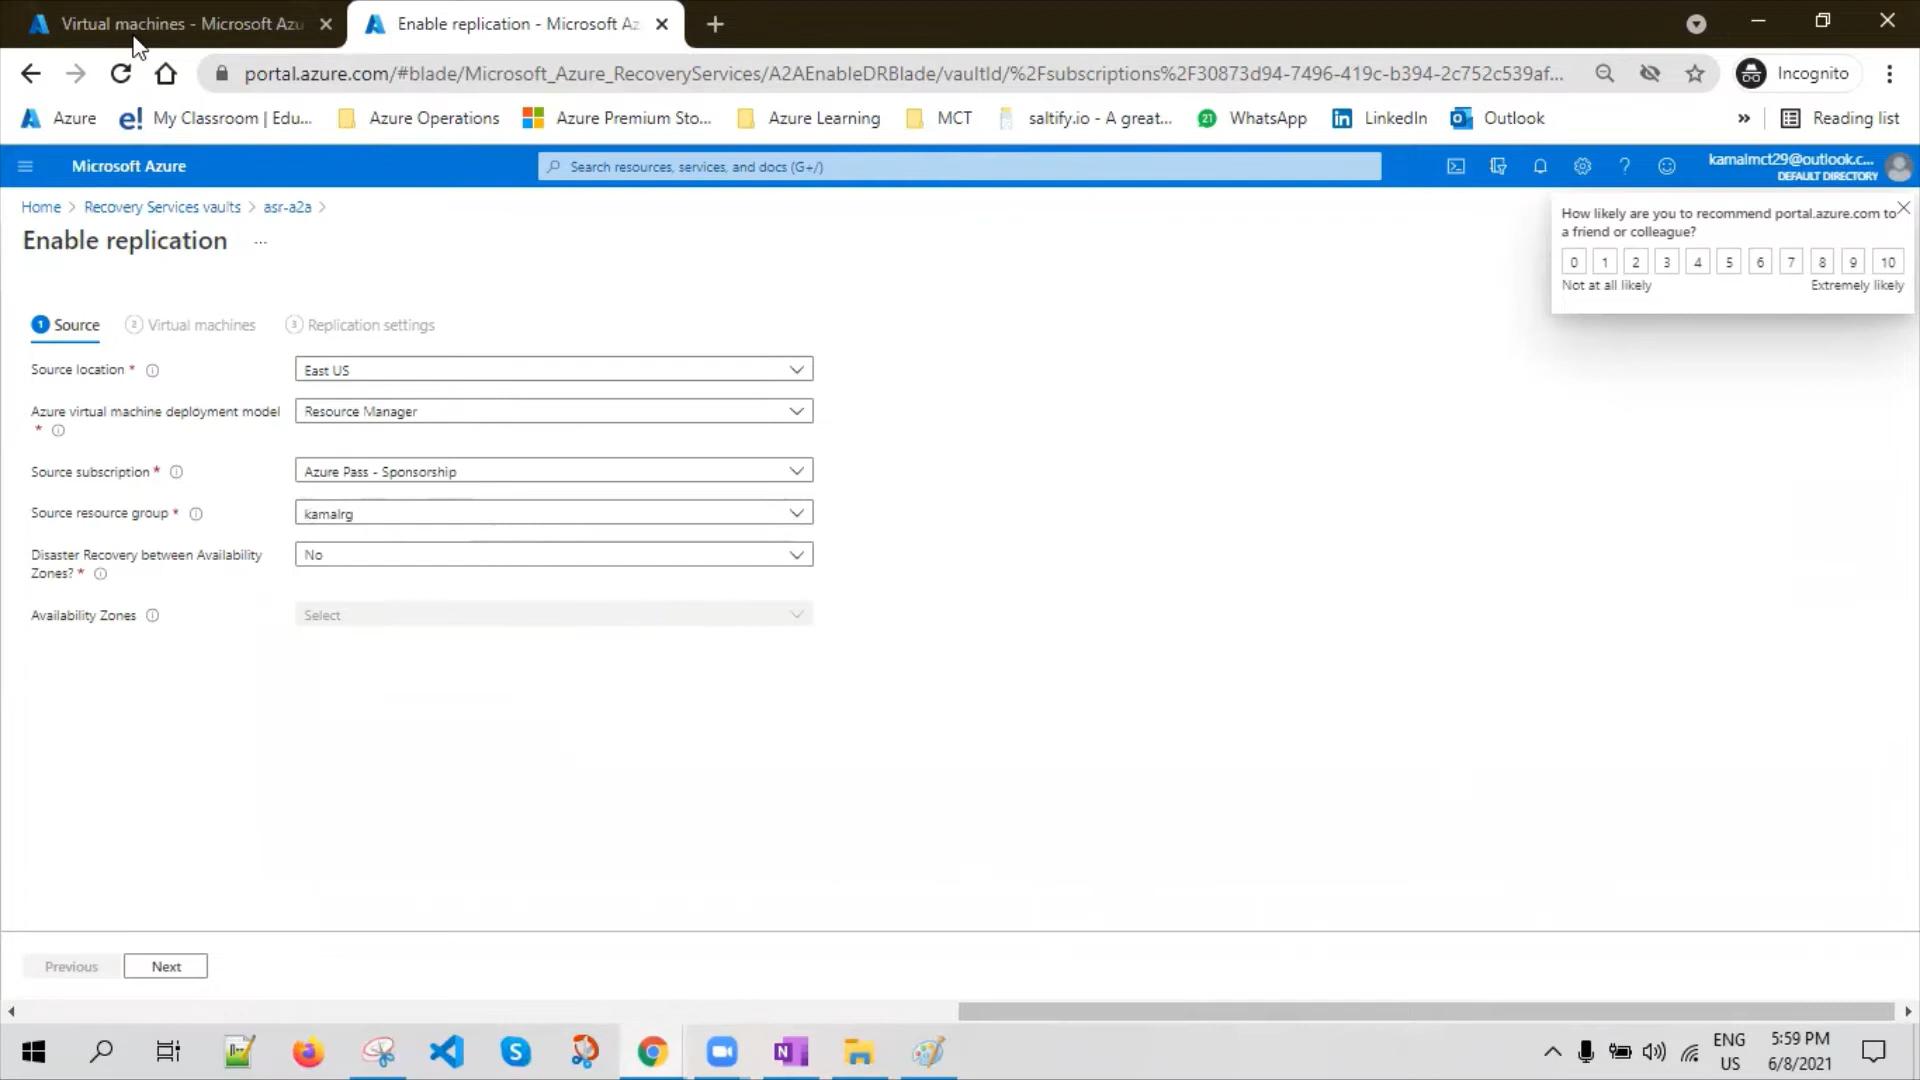 Virtual machines - Microsoft Azu
Enable replication - Microsoft Az
portal.azure.com/#blade/Microsoft_Azure_RecoveryServices/A2AEnableDRBlade/vaultId/%2Fsubscriptions%2F30873d94-7496-419c-b394-2c752c539af...
Incognito
Azure
e! My Classroom | Edu...
Azure Operations
Azure Premium Sto...
Azure Learning
MCT
saltify.io - A great...
21 WhatsApp
in LinkedIn
Outlook
»
Reading list
Microsoft Azure
Search resources, services, and docs (G+/)
kamalmct29@outlook.c...
DEFAULT DIRECTORY
Home > Recovery Services vaults > asr-a2a >
Enable replication ...
How likely are you to recommend portal.azure.com to
a friend or colleague?
0 1 2 3 4 5 6 7 8 9 10
Not at all likely Extremely likely
1 Source 2 Virtual machines 3 Replication settings
Source location * East US
Azure virtual machine deployment model Resource Manager
*
Source subscription * Azure Pass - Sponsorship
Source resource group * kamalrg
Disaster Recovery between Availability No
Zones? *
Availability Zones Select
Previous Next
ENG 5:59 PM
US 6/8/2021